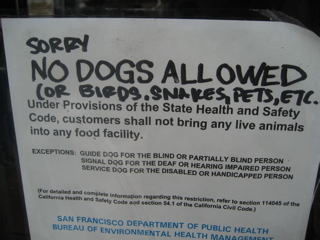 SORRY
NO DOGS ALLOWED
(OR BIRDS, SNAKES, PETS, ETC.
Under Provisions of the State Health and Safety
Code, customers shall not bring any live animals
into any food facility.
EXCEPTIONS: GUIDE DOG FOR THE BLIND OR PARTIALLY BLIND PERSON
SIGNAL DOG FOR THE DEAF OR HEARING IMPAIRED PERSON
SERVICE DOG FOR THE DISABLED OR HANDICAPPED PERSON
(For detailed and complete information regarding this restriction, refer to section 114045 of the
California Health and Safety Code and section 54.1 of the California Civil Code.)
SAN FRANCISCO DEPARTMENT OF PUBLIC HEALTH
BUREAU OF ENVIRONMENTAL HEALTH MANAGEMENT